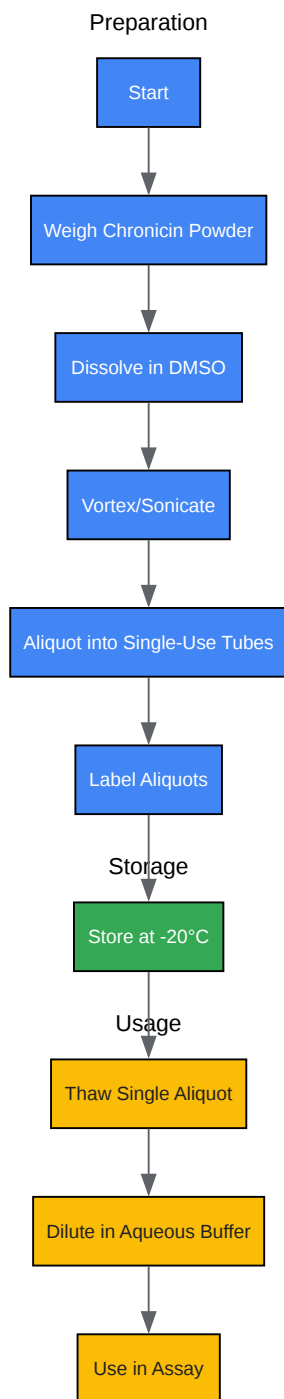 Preparation
Start
Weigh Chronicin Powder
Dissolve in DMSO
Vortex/Sonicate
Aliquot into Single-Use Tubes
Label Aliquots
Storage
Store at -20°C
Usage
Thaw Single Aliquot
Dilute in Aqueous Buffer
Use in Assay